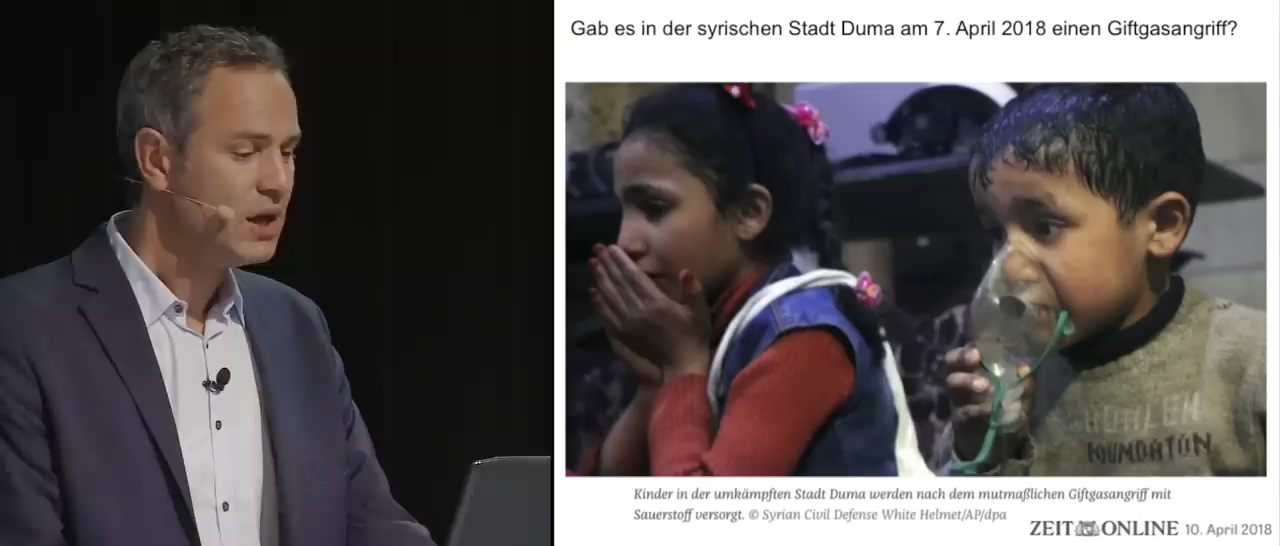 Gab es in der syrischen Stadt Duma am 7. April 2018 einen Giftgasangriff?
FOUNDATON
Kinder in der umkämpften Stadt Duma werden nach dem mutmaßlichen Giftgasangriff mit
Sauerstoff versorgt. © Syrian Civil Defense White Helmet/AP/dpa
ZEIT ONLINE 10. April 2018